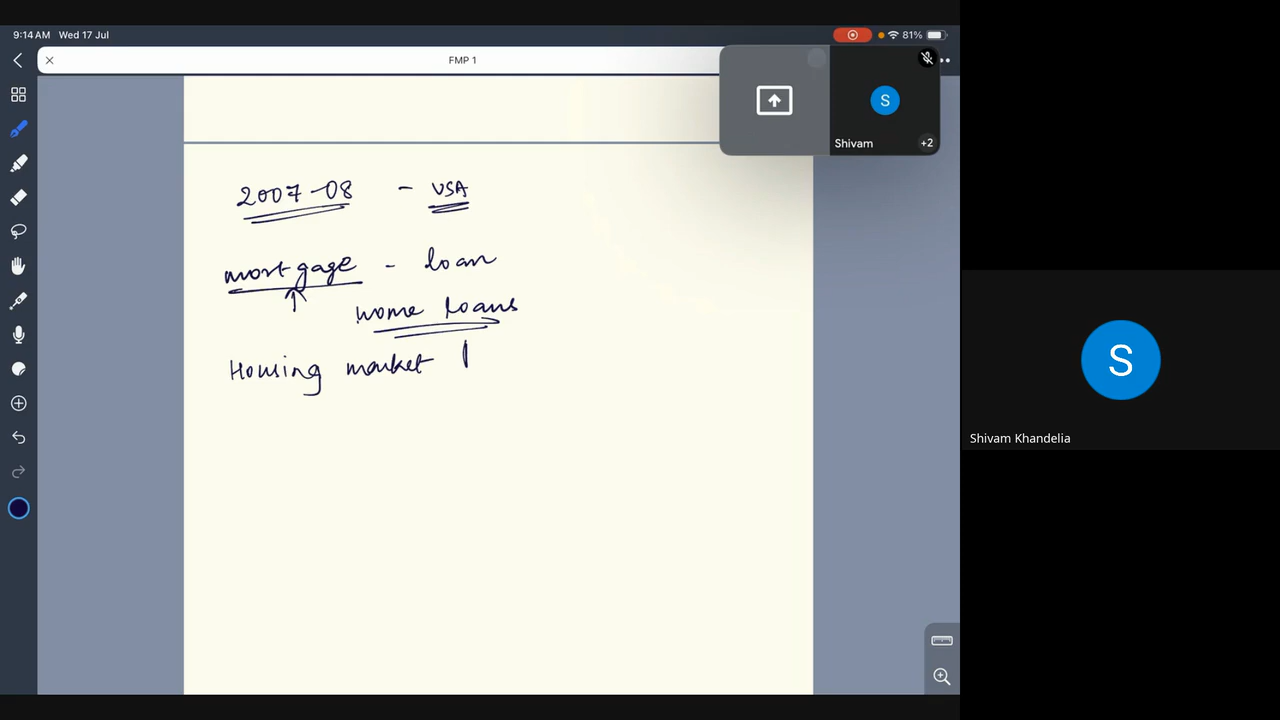 9:14 AM Wed 17 Jul
81%
FMP 1
S
Shivam
+2
2007-08 - USA
mortgage - loan
home loans
Housing market
S
Shivam Khandelia